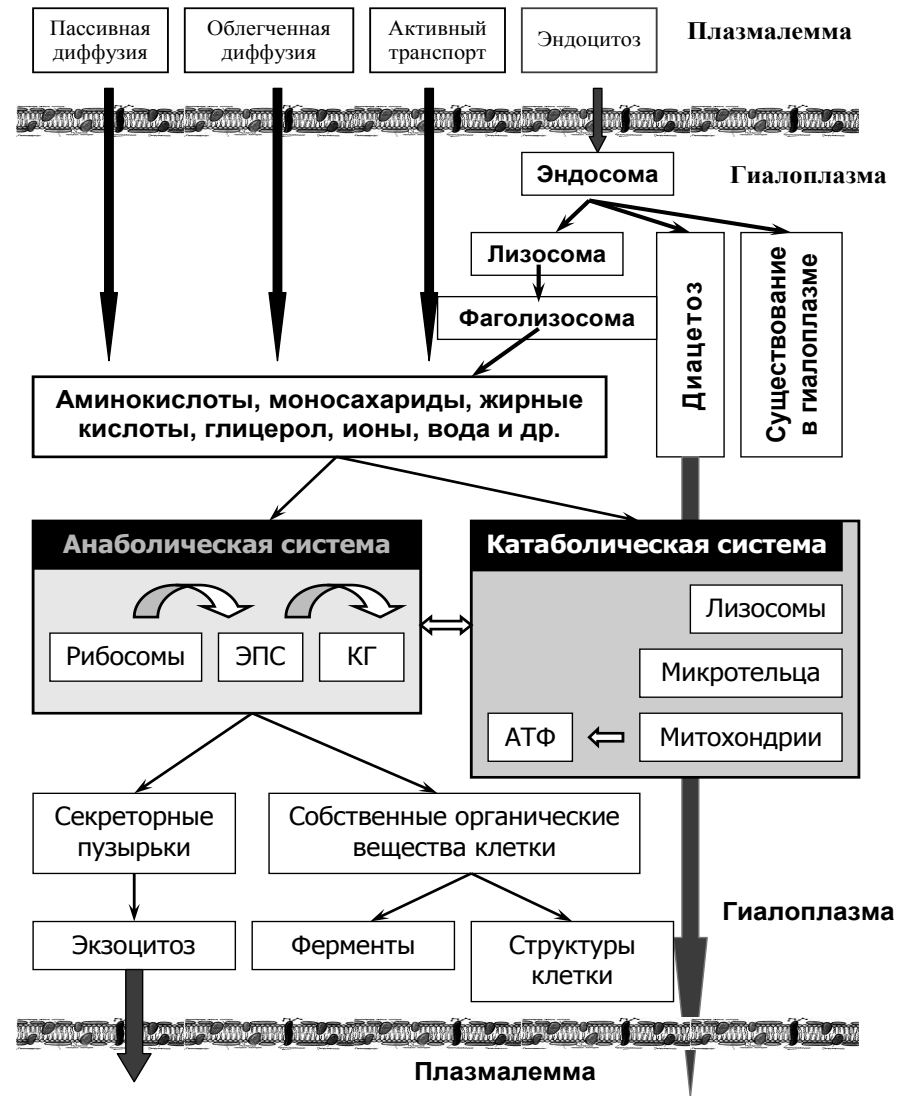 Пассивная
диффузия
Облегченная
диффузия
Активный
транспорт
Эндоцитоз
Плазмалемма
Эндосома
Гиалоплазма
Лизосома
Фаголизосома
Диацетоз
Существование
в гиалоплазме
Аминокислоты, моносахариды, жирные
кислоты, глицерол, ионы, вода и др.
Анаболическая система
Рибосомы
ЭПС
КГ
Катаболическая система
Лизосомы
Микротельца
АТФ
Митохондрии
Секреторные
пузырьки
Собственные органические
вещества клетки
Гиалоплазма
Экзоцитоз
Ферменты
Структуры
клетки
Плазмалемма